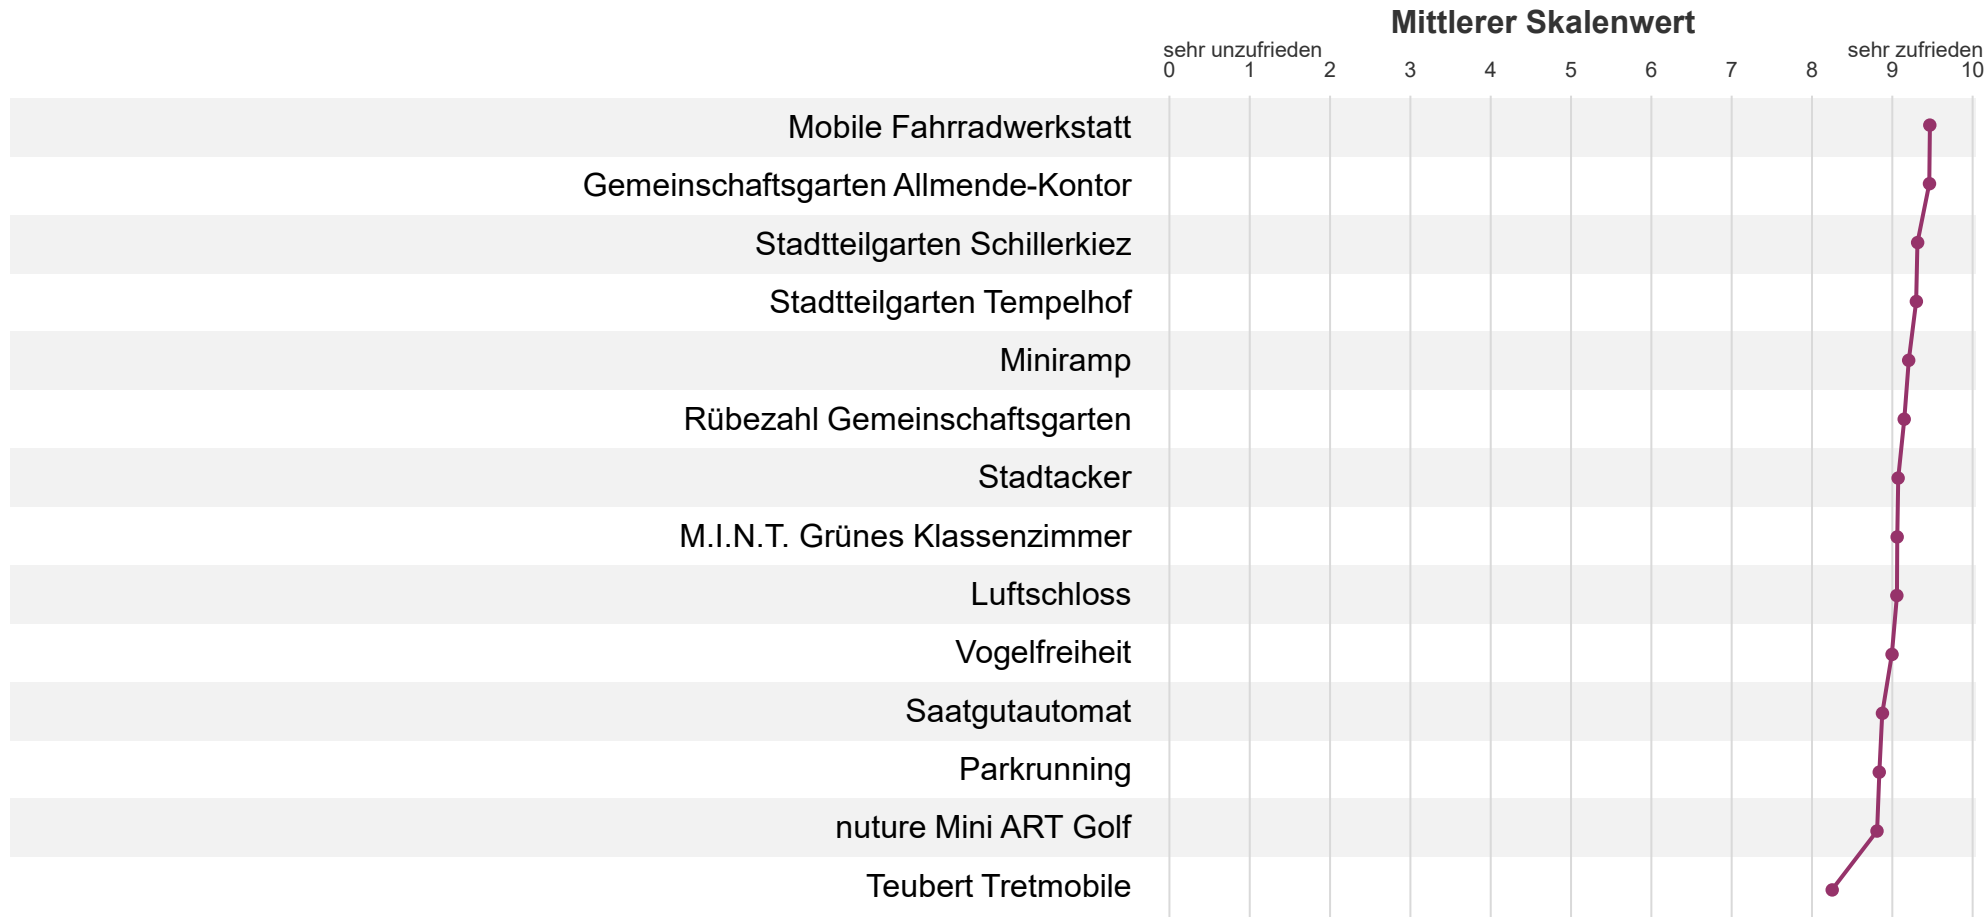 Mittlerer Skalenwert
sehr unzufrieden sehr zufrieden
0 1 2 3 4 5 6 7 8 9 10
Mobile Fahrradwerkstatt
Gemeinschaftsgarten Allmende-Kontor
Stadtteilgarten Schillerkiez
Stadtteilgarten Tempelhof
Miniramp
Rübezahl Gemeinschaftsgarten
Stadtacker
M.I.N.T. Grünes Klassenzimmer
Luftschloss
Vogelfreiheit
Saatgutautomat
Parkrunning
nuture Mini ART Golf
Teubert Tretmobile